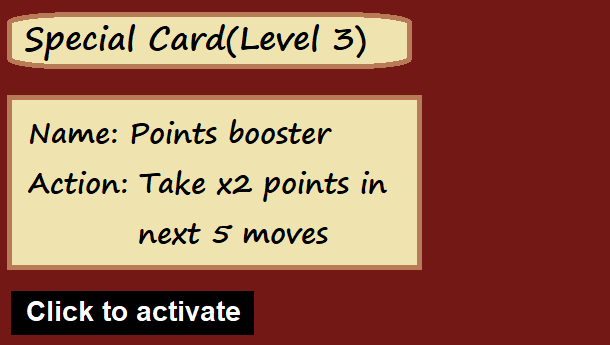 Special Card(Level 3)
Name: Points booster
Action: Take x2 points in
next 5 moves
Click to activate